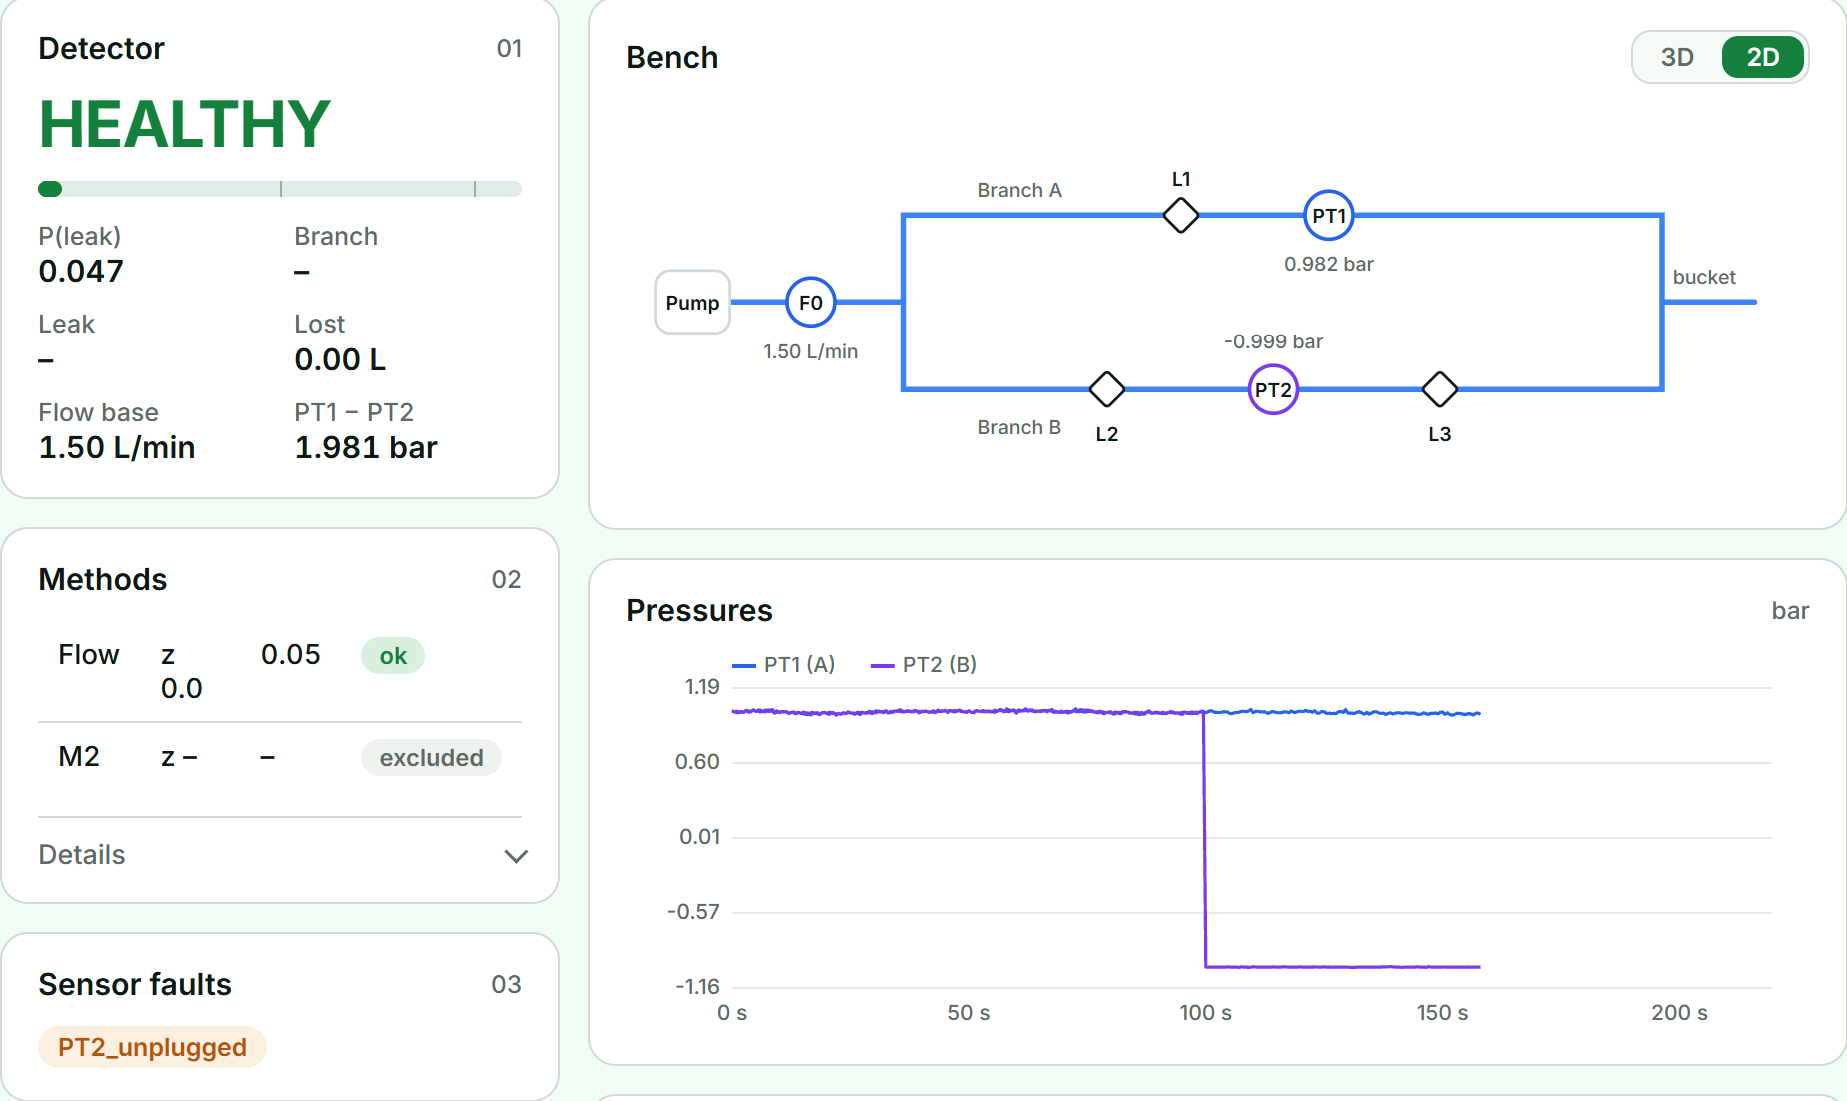 Detector 01
HEALTHY
P(leak) Branch
0.047 –
Leak Lost
– 0.00 L
Flow base PT1 – PT2
1.50 L/min 1.981 bar
Methods 02
Flow z 0.05 ok
0.0
M2 z – – excluded
Details
Sensor faults 03
PT2_unplugged
Bench 3D 2D
L1
Branch A
PT1
0.982 bar
bucket
Pump F0
1.50 L/min
-0.999 bar
PT2
Branch B L2 L3
Pressures bar
PT1 (A) PT2 (B)
1.19
0.60
0.01
-0.57
-1.16
0 s 50 s 100 s 150 s 200 s